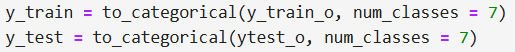 y_train = to_categorical(y_train_o, num_classes = 7)
y_test = to_categorical(ytest_o, num_classes = 7)